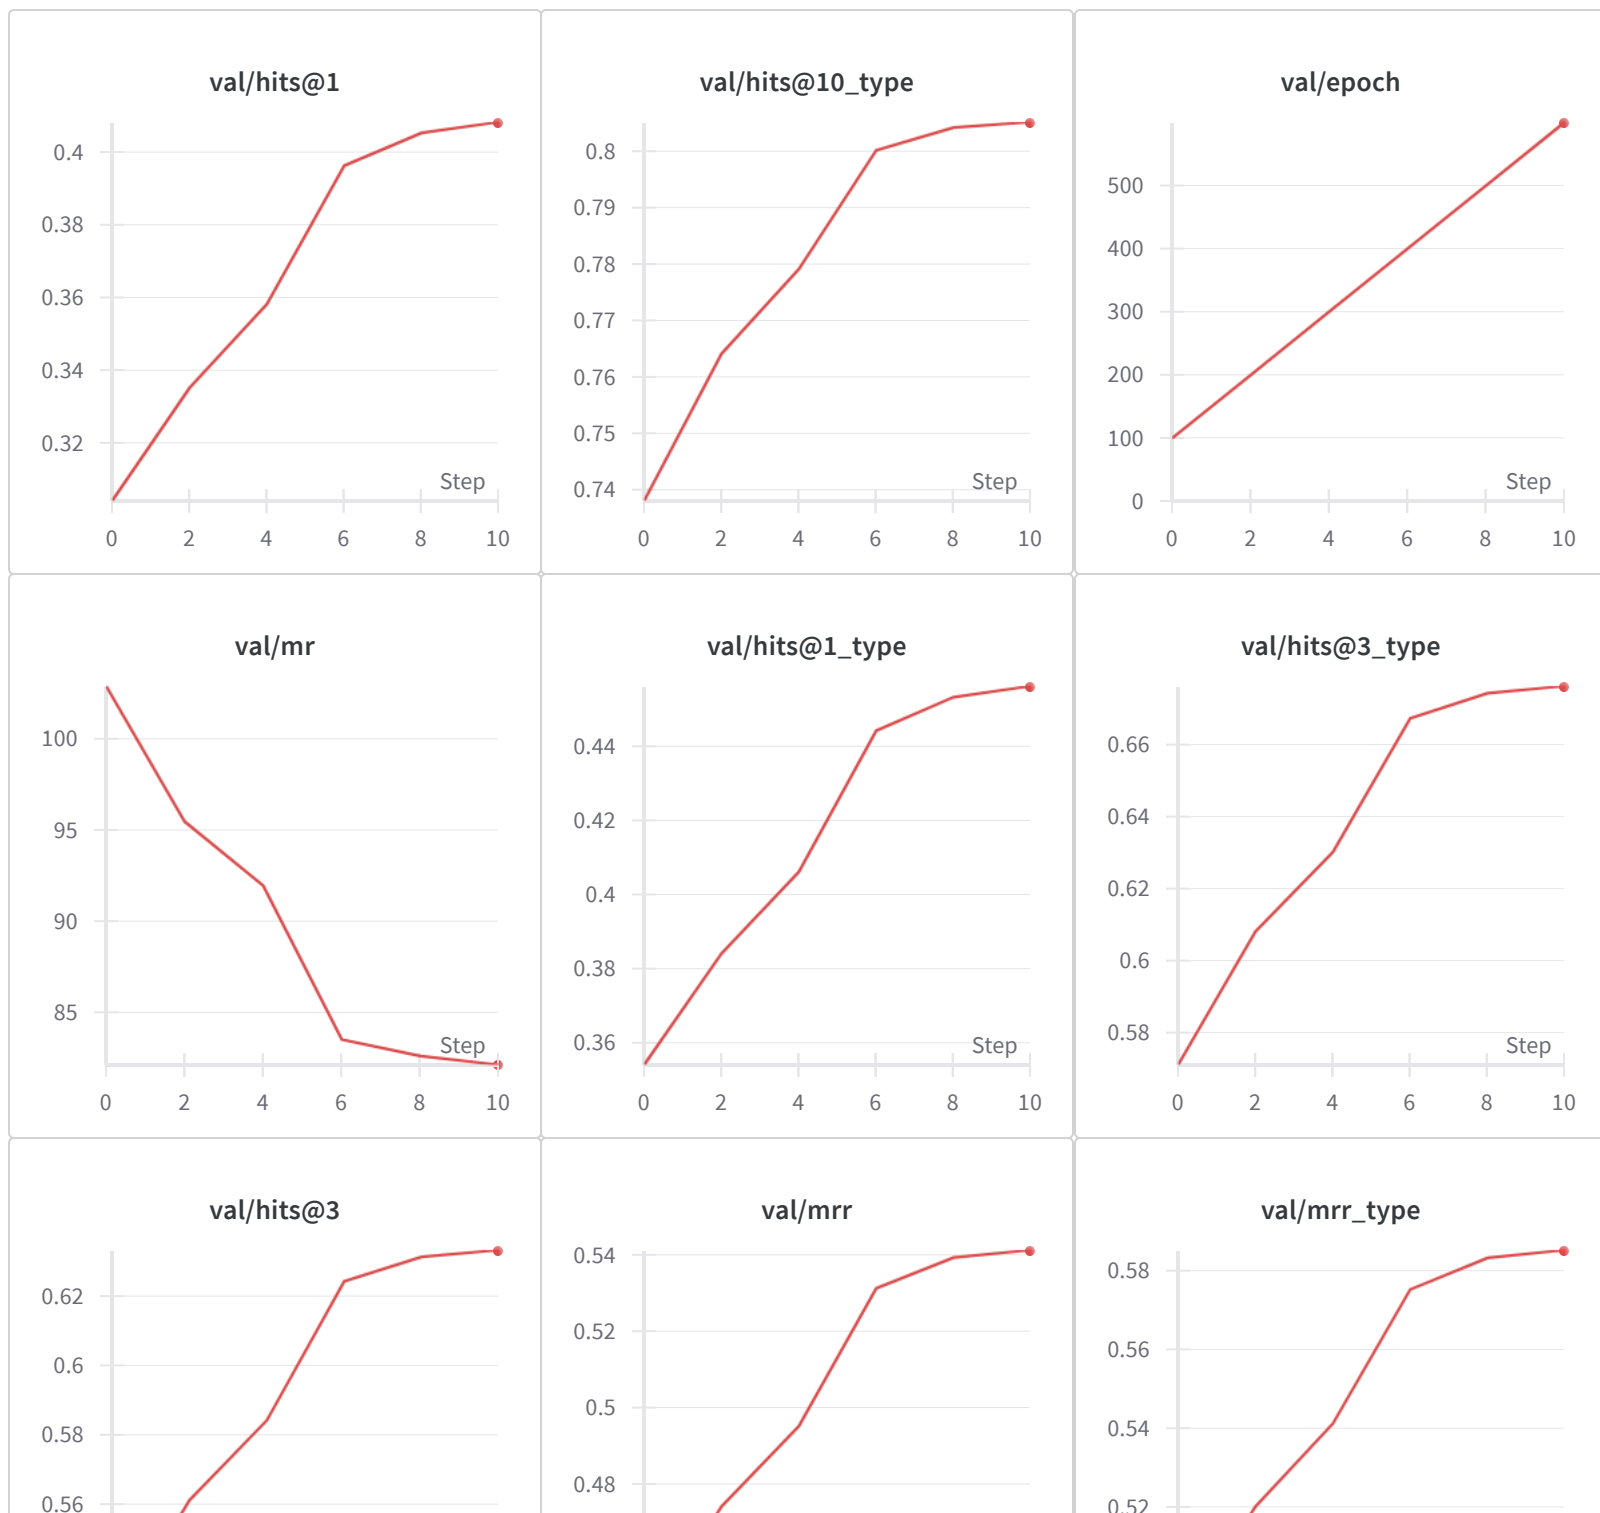 val/hits@1
0.4
0.38
0.36
0.34
0.32
Step
0 2 4 6 8 10
val/hits@10_type
0.8
0.79
0.78
0.77
0.76
0.75
0.74
Step
0 2 4 6 8 10
val/epoch
500
400
300
200
100
0
Step
0 2 4 6 8 10
val/mr
100
95
90
85
Step
0 2 4 6 8 10
val/hits@1_type
0.44
0.42
0.4
0.38
0.36
Step
0 2 4 6 8 10
val/hits@3_type
0.66
0.64
0.62
0.6
0.58
Step
0 2 4 6 8 10
val/hits@3
0.62
0.6
0.58
0.56
val/mrr
0.54
0.52
0.5
0.48
val/mrr_type
0.58
0.56
0.54
0.52